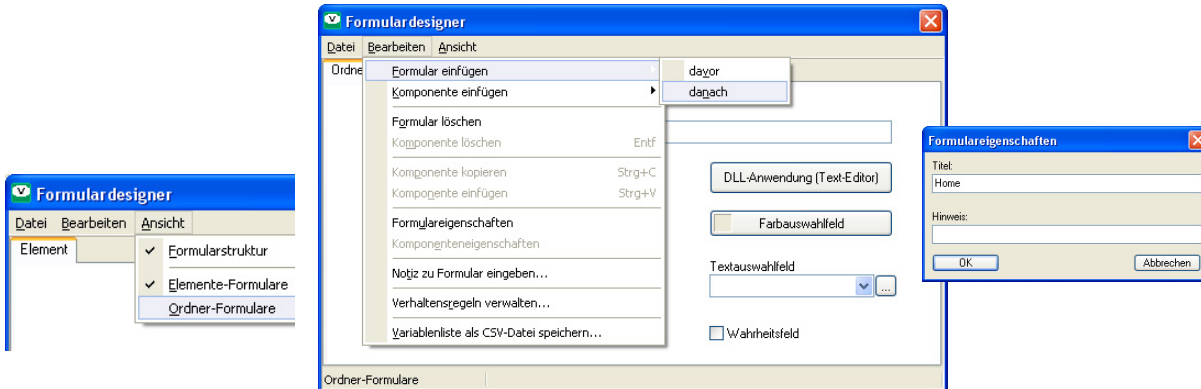 Formulardesigner
Datei Bearbeiten Ansicht
Element
Formularstruktur
Elemente-Formulare
Ordner-Formulare
Formulardesigner
Datei Bearbeiten Ansicht
Ordne
Formular einfügen
davor
danach
Komponente einfügen
Formular löschen
Komponente löschen Entf
Komponente kopieren Strg+C
Komponente einfügen Strg+V
Formulareigenschaften
Komponenteneigenschaften
Notiz zu Formular eingeben...
Verhaltensregeln verwalten...
Variablenliste als CSV-Datei speichern...
DLL-Anwendung (Text-Editor)
Farbauswahlfeld
Textauswahlfeld
...
Wahrheitsfeld
Ordner-Formulare
Formulareigenschaften
Titel:
Home
Hinweis:
OK Abbrechen